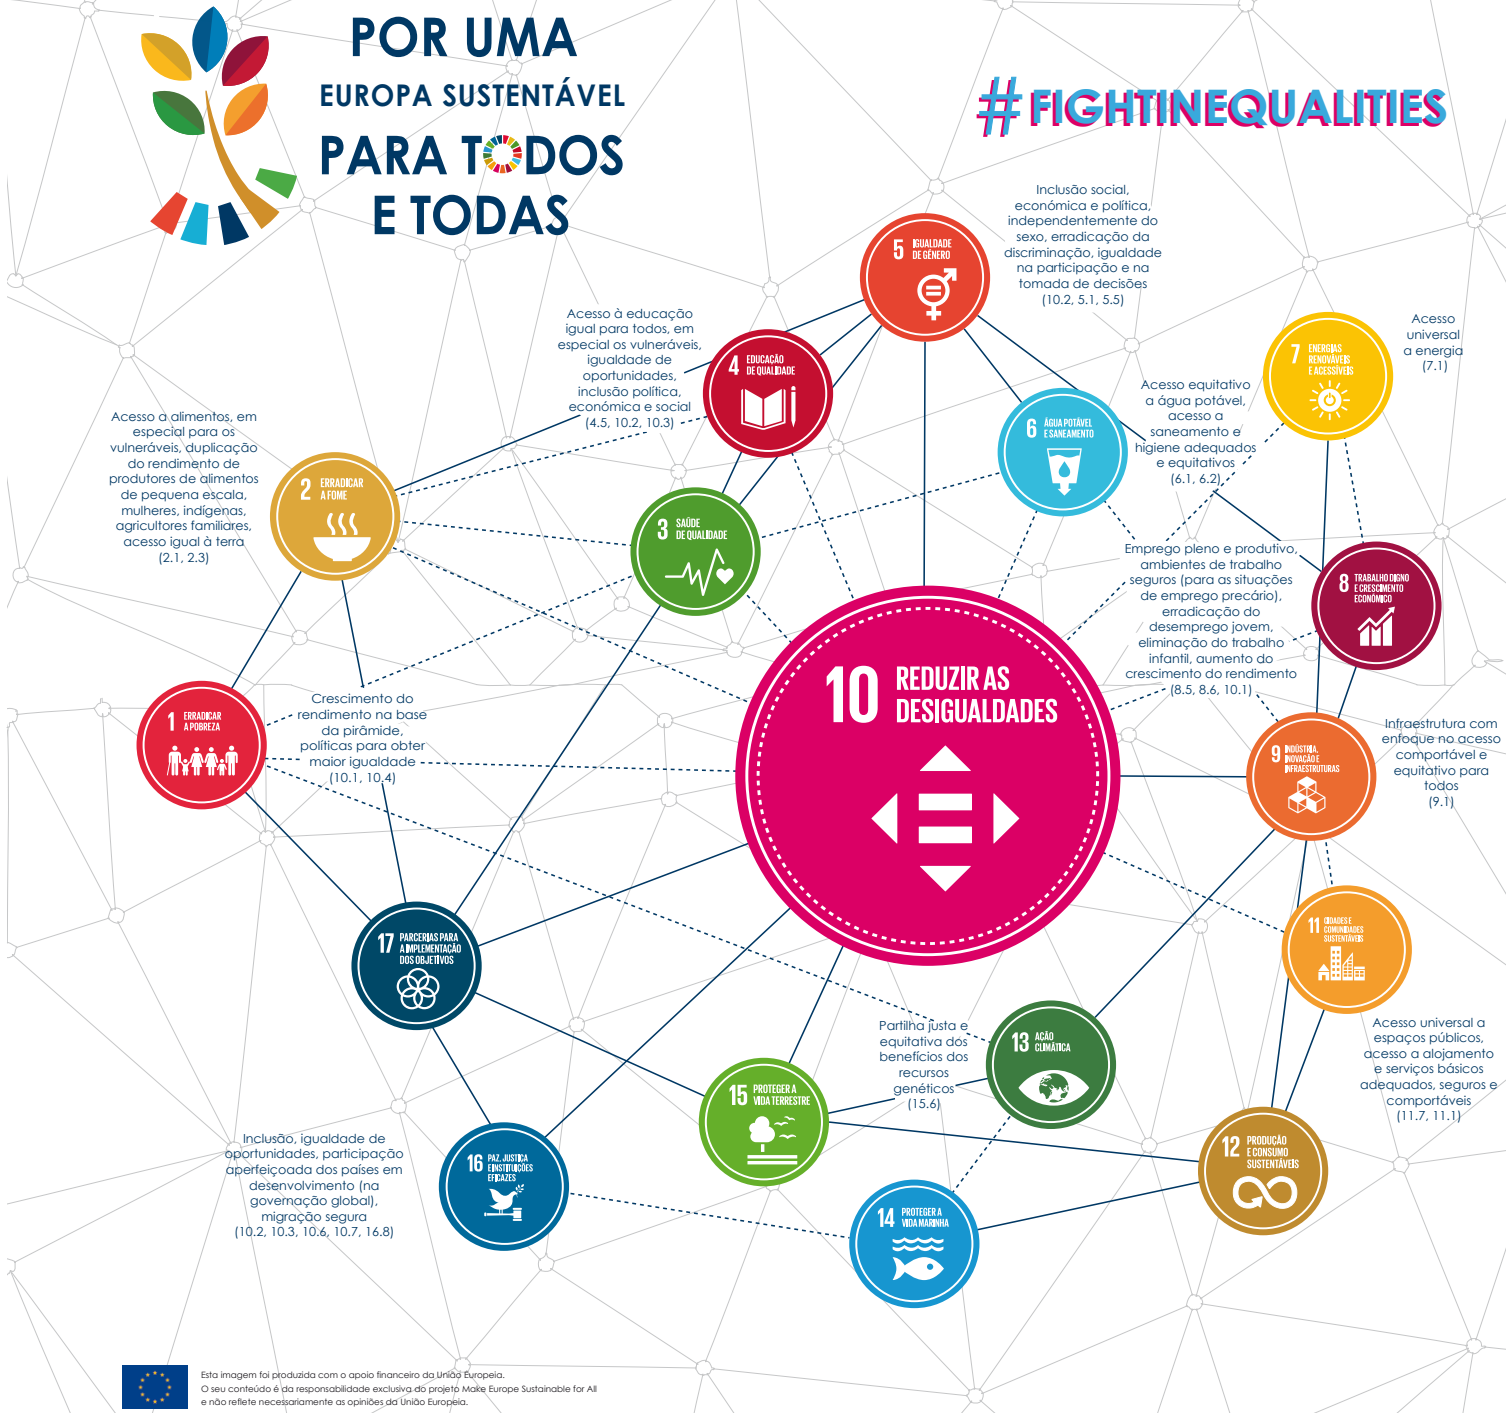 POR UMA
EUROPA SUSTENTÁVEL
PARA TODOS
E TODAS
#FIGHTINEQUALITIES
Inclusão social,
económica e política,
independentemente do
sexo, erradicação da
discriminação, igualdade
na participação e na
tomada de decisões
(10.2, 5.1, 5.5)
5 IGUALDADE
DE GÉNERO
Acesso à educação
igual para todos, em
especial os vulneráveis,
igualdade de
oportunidades,
inclusão política,
económica e social
(4.5, 10.2, 10.3)
4 EDUCAÇÃO
DE QUALIDADE
7 ENERGIAS
RENOVÁVEIS
E ACESSÍVEIS
Acesso
universal
a energia
(7.1)
Acesso equitativo
a água potável,
acesso a
saneamento e
higiene adequados
e equitativos
(6.1, 6.2)
6 ÁGUA POTÁVEL
E SANEAMENTO
Acesso a alimentos, em
especial para os
vulneráveis, duplicação
do rendimento de
produtores de alimentos
de pequena escala,
mulheres, indígenas,
agricultores familiares,
acesso igual à terra
(2.1, 2.3)
2 ERRADICAR
A FOME
3 SAÚDE
DE QUALIDADE
Emprego pleno e produtivo,
ambientes de trabalho
seguros (para as situações
de emprego precário),
erradicação do
desemprego jovem,
eliminação do trabalho
infantil, aumento do
crescimento do rendimento
(8.5, 8.6, 10.1)
8 TRABALHO DIGNO
E CRESCIMENTO
ECONÓMICO
10 REDUZIR AS
DESIGUALDADES
1 ERRADICAR
A POBREZA
Crescimento do
rendimento na base
da pirâmide,
políticas para obter
maior igualdade
(10.1, 10.4)
9 INDÚSTRIA,
INOVAÇÃO E
INFRAESTRUTURAS
Infraestrutura com
enfoque no acesso
comportável e
equitativo para
todos
(9.1)
17 PARCERIAS PARA
A IMPLEMENTAÇÃO
DOS OBJETIVOS
11 CIDADES E
COMUNIDADES
SUSTENTÁVEIS
Acesso universal a
espaços públicos,
acesso a alojamento
e serviços básicos
adequados, seguros e
comportáveis
(11.7, 11.1)
Partilha justa e
equitativa dos
benefícios dos
recursos
genéticos
(15.6)
13 AÇÃO
CLIMÁTICA
15 PROTEGER A
VIDA TERRESTRE
12 PRODUÇÃO
E CONSUMO
SUSTENTÁVEIS
Inclusão, igualdade de
oportunidades, participação
aperfeiçoada dos países em
desenvolvimento (na
governação global),
migração segura
(10.2, 10.3, 10.6, 10.7, 16.8)
16 PAZ, JUSTIÇA
E INSTITUIÇÕES
EFICAZES
14 PROTEGER A
VIDA MARINHA
Esta imagem foi produzida com o apoio financeiro da União Europeia.
O seu conteúdo é da responsabilidade exclusiva do projeto Make Europe Sustainable for All
e não reflete necessariamente as opiniões da União Europeia.